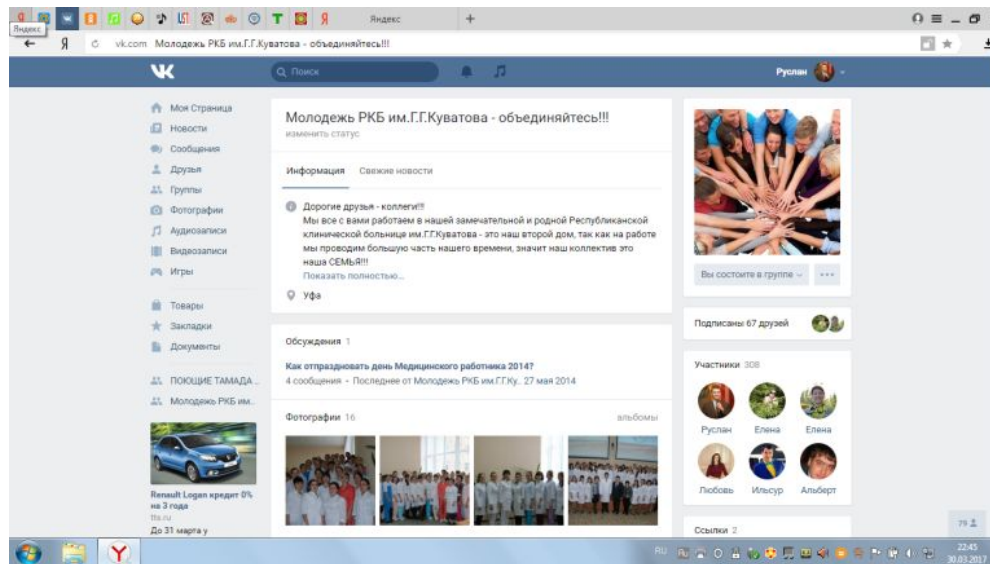 Я
Яндекс
+
Яндекс
Я
vk.com Молодежь РКБ им.Г.Г.Куватова - объединяйтесь!!!
Поиск
Руслан
Моя Страница
Новости
Сообщения
Друзья
Группы
Фотографии
Аудиозаписи
Видеозаписи
Игры
Товары
Закладки
Документы
ПОЮЩИЕ ТАМАДА ..
Молодежь РКБ им..
Renault Logan кредит 0%
на 3 года
До 31 марта у
Молодежь РКБ им.Г.Г.Куватова - объединяйтесь!!!
изменить статус
Информация Свежие новости
Дорогие друзья - коллеги!!!
Мы все с вами работаем в нашей замечательной и родной Республиканской
клинической больнице им.Г.Г.Куватова - это наш второй дом, так как на работе
мы проводим большую часть нашего времени, значит наш коллектив это
наша СЕМЬЯ!!!
Показать полностью...
Уфа
Обсуждения 1
Как отпраздновать день Медицинского работника 2014?
4 сообщения - Последнее от Молодежь РКБ им.Г.Г.Ку.. 27 мая 2014
Фотографии 16 альбомы
Вы состоите в группе
Подписаны 67 друзей
Участники 308
Руслан Елена Елена
Любовь Ильсур Альберт
Ссылки 2
79
RU
22:45
30.03.2017